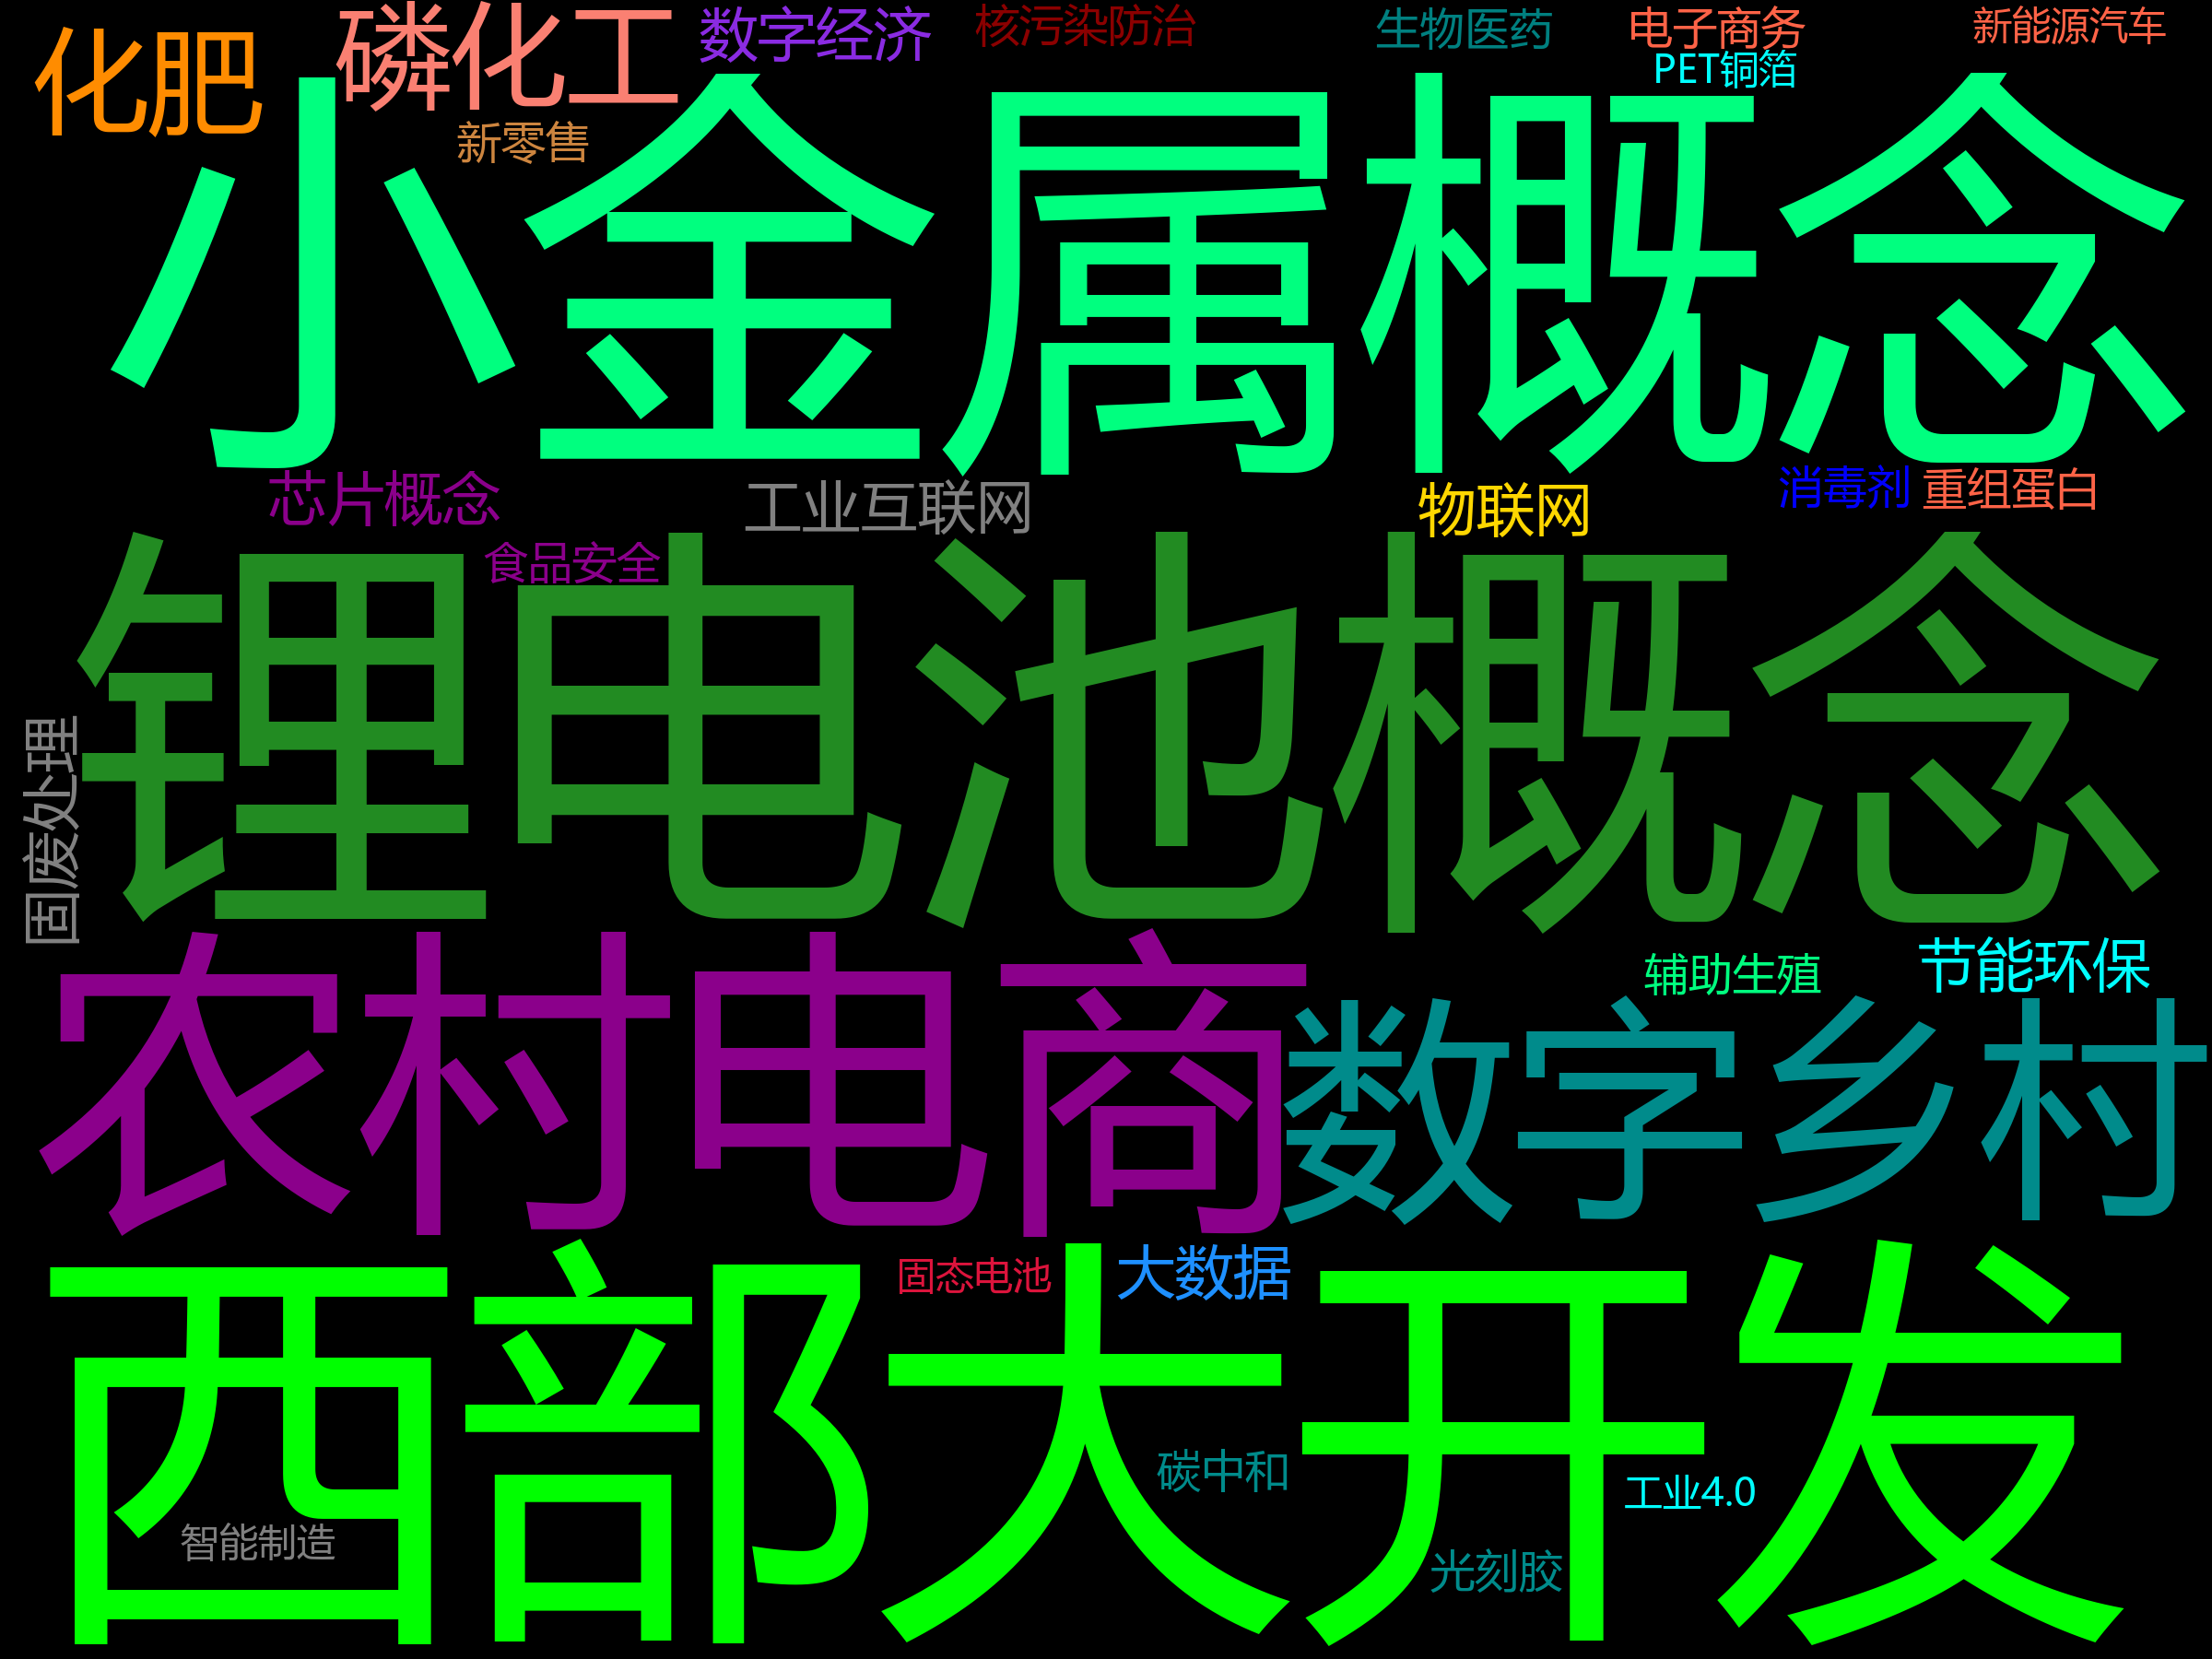 化肥
磷化工
数字经济
核污染防治
生物医药
电子商务
新能源汽车
PET铜箔
新零售
小金属概念
芯片概念
工业互联网
物联网
消毒剂
重组蛋白
食品安全
锂电池概念
固废处理
农村电商
辅助生殖
节能环保
数字乡村
固态电池
大数据
西部大开发
碳中和
工业4.0
智能制造
光刻胶